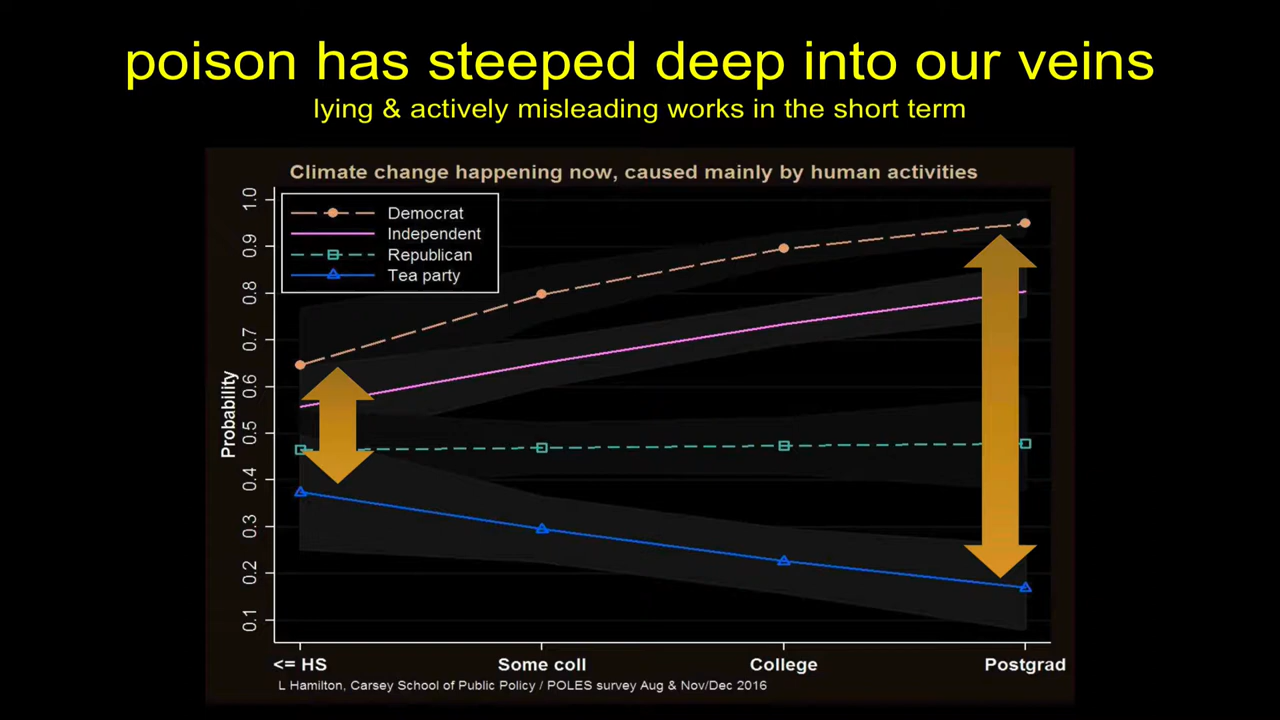 poison has steeped deep into our veins
lying & actively misleading works in the short term
Climate change happening now, caused mainly by human activities
Democrat
Independent
Republican
Tea party
Probability
1.0
0.9
0.8
0.7
0.6
0.5
0.4
0.3
0.2
0.1
<= HS
Some coll
College
Postgrad
L Hamilton, Carsey School of Public Policy / POLES survey Aug & Nov/Dec 2016